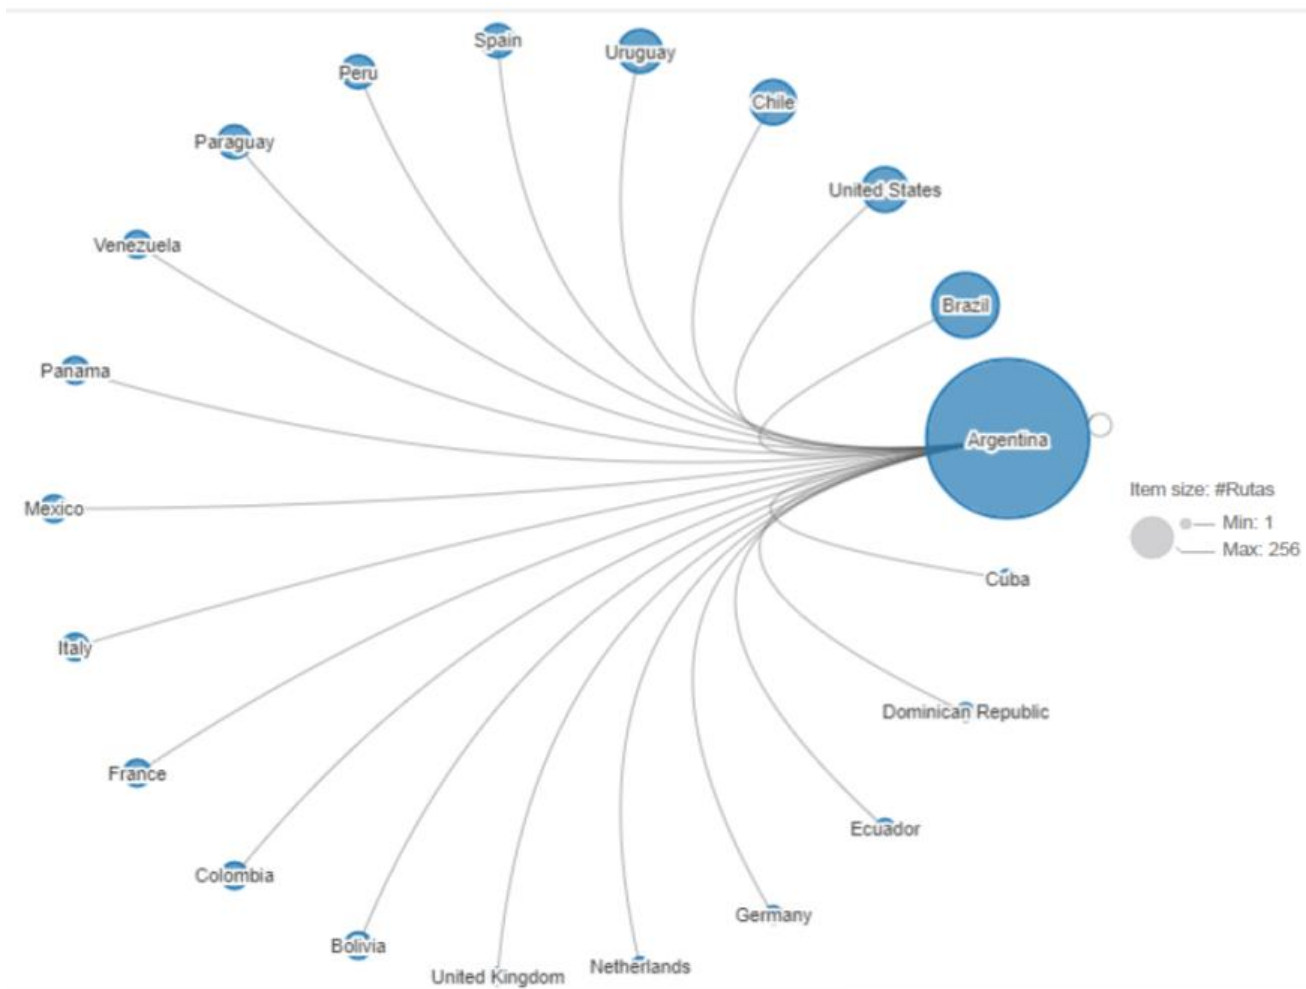 Spain
Uruguay
Peru
Chile
Paraguay
United States
Venezuela
Brazil
Panama
Argentina
Item size: #Rutas
Mexico
Min: 1
Max: 256
Cuba
Italy
Dominican Republic
France
Ecuador
Colombia
Germany
Bolivia
Netherlands
United Kingdom